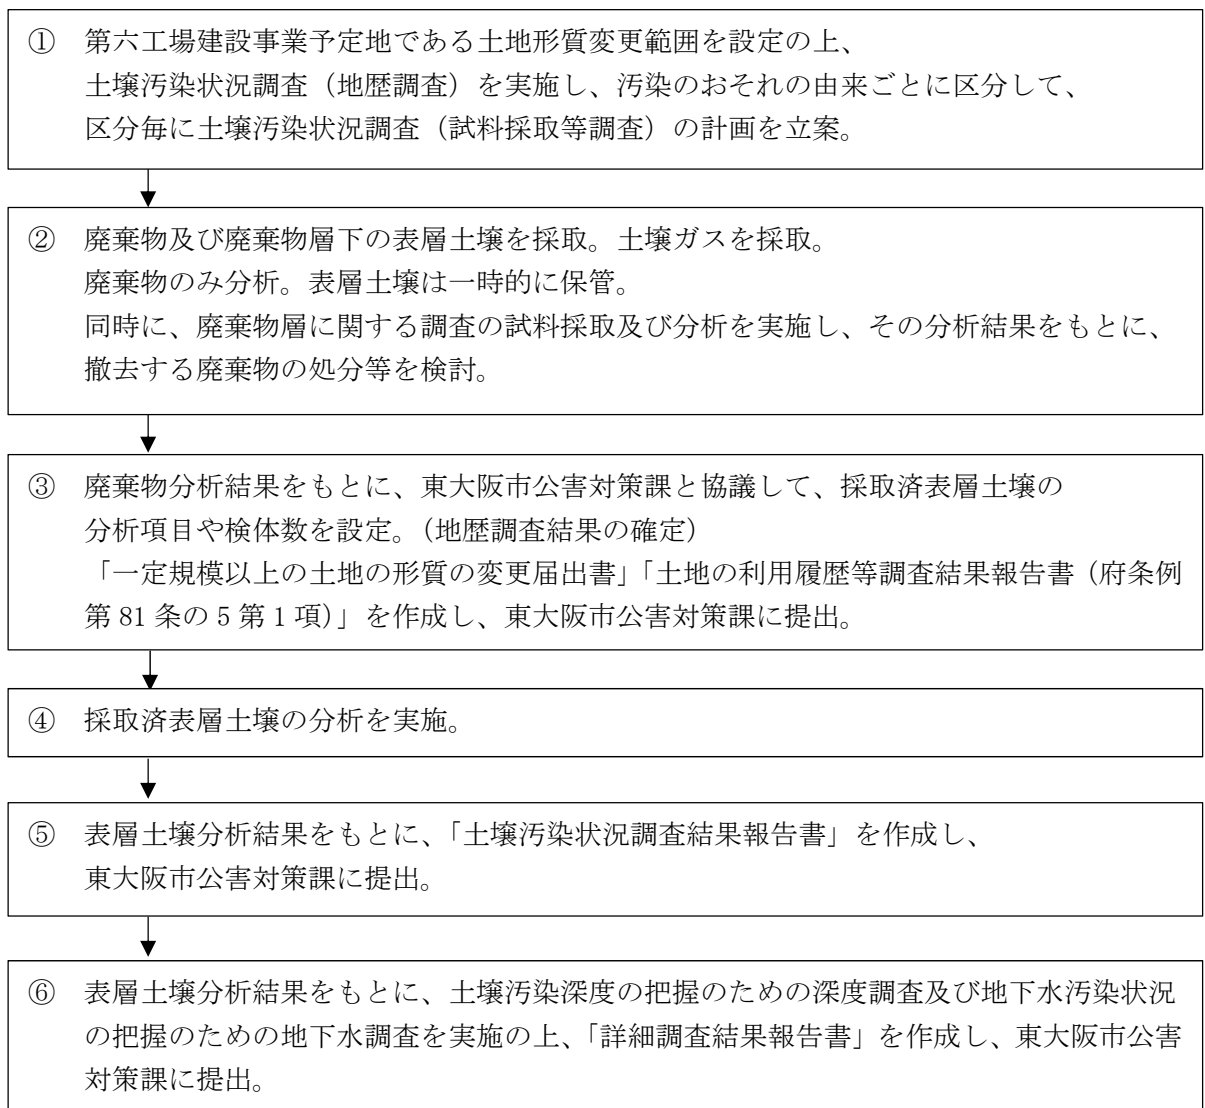 ① 第六工場建設事業予定地である土地形質変更範囲を設定の上、
土壌汚染状況調査（地歴調査）を実施し、汚染のおそれの由来ごとに区分して、
区分毎に土壌汚染状況調査（試料採取等調査）の計画を立案。
② 廃棄物及び廃棄物層下の表層土壌を採取。土壌ガスを採取。
廃棄物のみ分析。表層土壌は一時的に保管。
同時に、廃棄物層に関する調査の試料採取及び分析を実施し、その分析結果をもとに、
撤去する廃棄物の処分等を検討。
③ 廃棄物分析結果をもとに、東大阪市公害対策課と協議して、採取済表層土壌の
分析項目や検体数を設定。（地歴調査結果の確定）
「一定規模以上の土地の形質の変更届出書」「土地の利用履歴等調査結果報告書（府条例
第 81 条の 5 第 1 項）」を作成し、東大阪市公害対策課に提出。
④ 採取済表層土壌の分析を実施。
⑤ 表層土壌分析結果をもとに、「土壌汚染状況調査結果報告書」を作成し、
東大阪市公害対策課に提出。
⑥ 表層土壌分析結果をもとに、土壌汚染深度の把握のための深度調査及び地下水汚染状況
の把握のための地下水調査を実施の上、「詳細調査結果報告書」を作成し、東大阪市公害
対策課に提出。